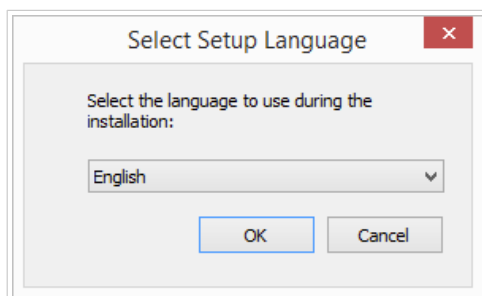 Select Setup Language
Select the language to use during the
installation:
English
OK
Cancel